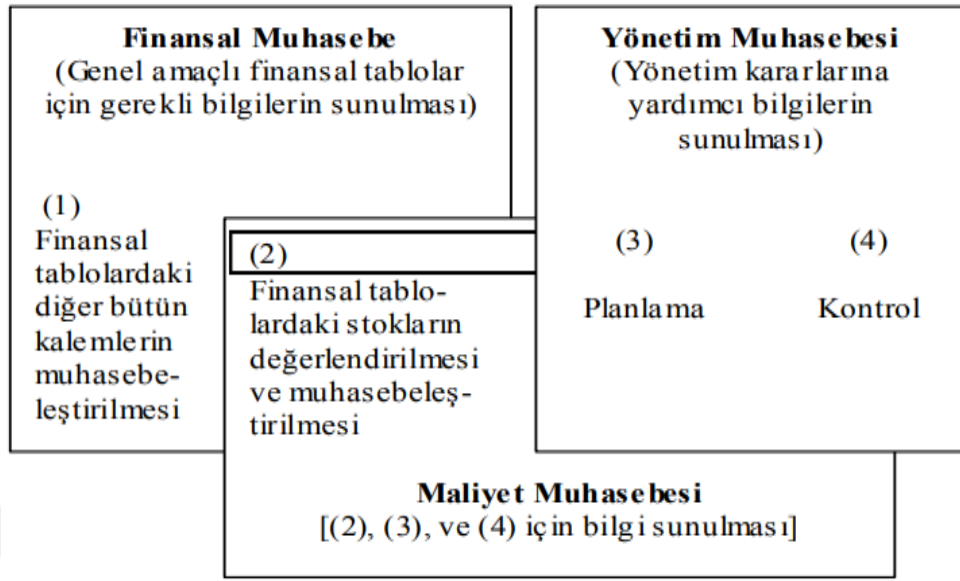 Finansal Muhasebe
(Genel amaçlı finansal tablolar
için gerekli bilgilerin sunulması)
(1)
Finansal
tablolardaki
diğer bütün
kalemlerin
muhasebe-
leştirilmesi
(2)
Finansal tablo-
lardaki stokların
değerlendirilmesi
ve muhasebeleş-
tirilmesi
Yönetim Muhasebesi
(Yönetim kararlarına
yardımcı bilgilerin
sunulması)
(3)
(4)
Planlama
Kontrol
Maliyet Muhasebesi
[(2), (3), ve (4) için bilgi sunulması]